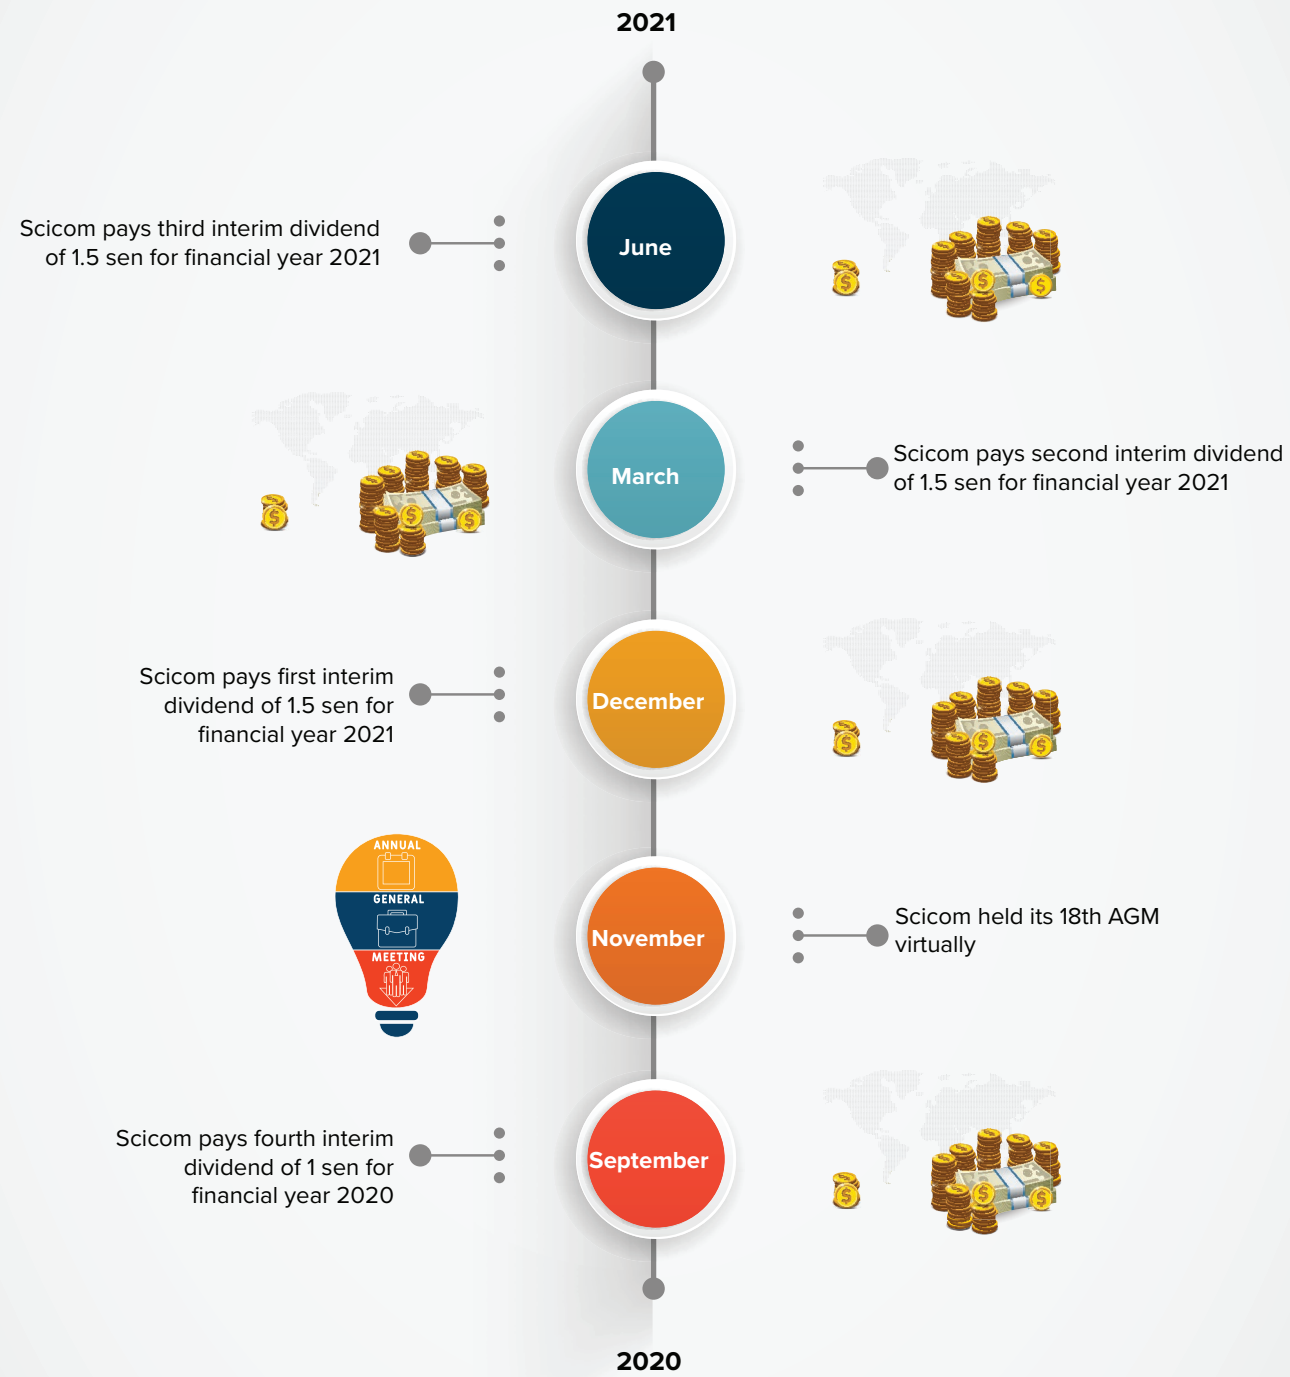 2021
June
Scicom pays third interim dividend
of 1.5 sen for financial year 2021
March
Scicom pays second interim dividend
of 1.5 sen for financial year 2021
December
Scicom pays first interim
dividend of 1.5 sen for
financial year 2021
November
ANNUAL
GENERAL
MEETING
Scicom held its 18th AGM
virtually
September
Scicom pays fourth interim
dividend of 1 sen for
financial year 2020
2020